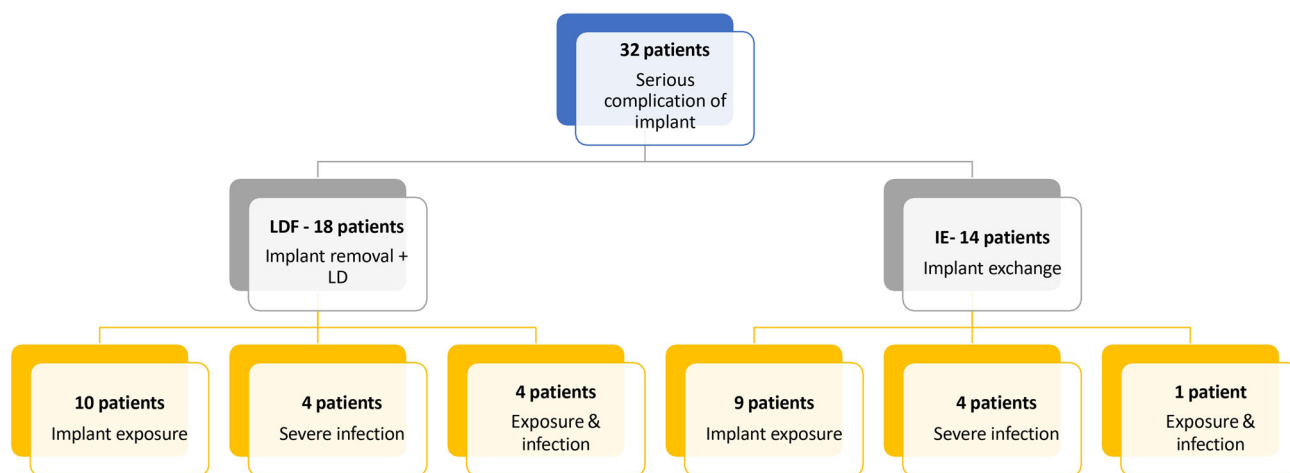 32 patients
Serious
complication of
implant
LDF - 18 patients
Implant removal +
LD
IE- 14 patients
Implant exchange
10 patients
Implant exposure
4 patients
Severe infection
4 patients
Exposure &
infection
9 patients
Implant exposure
4 patients
Severe infection
1 patient
Exposure &
infection